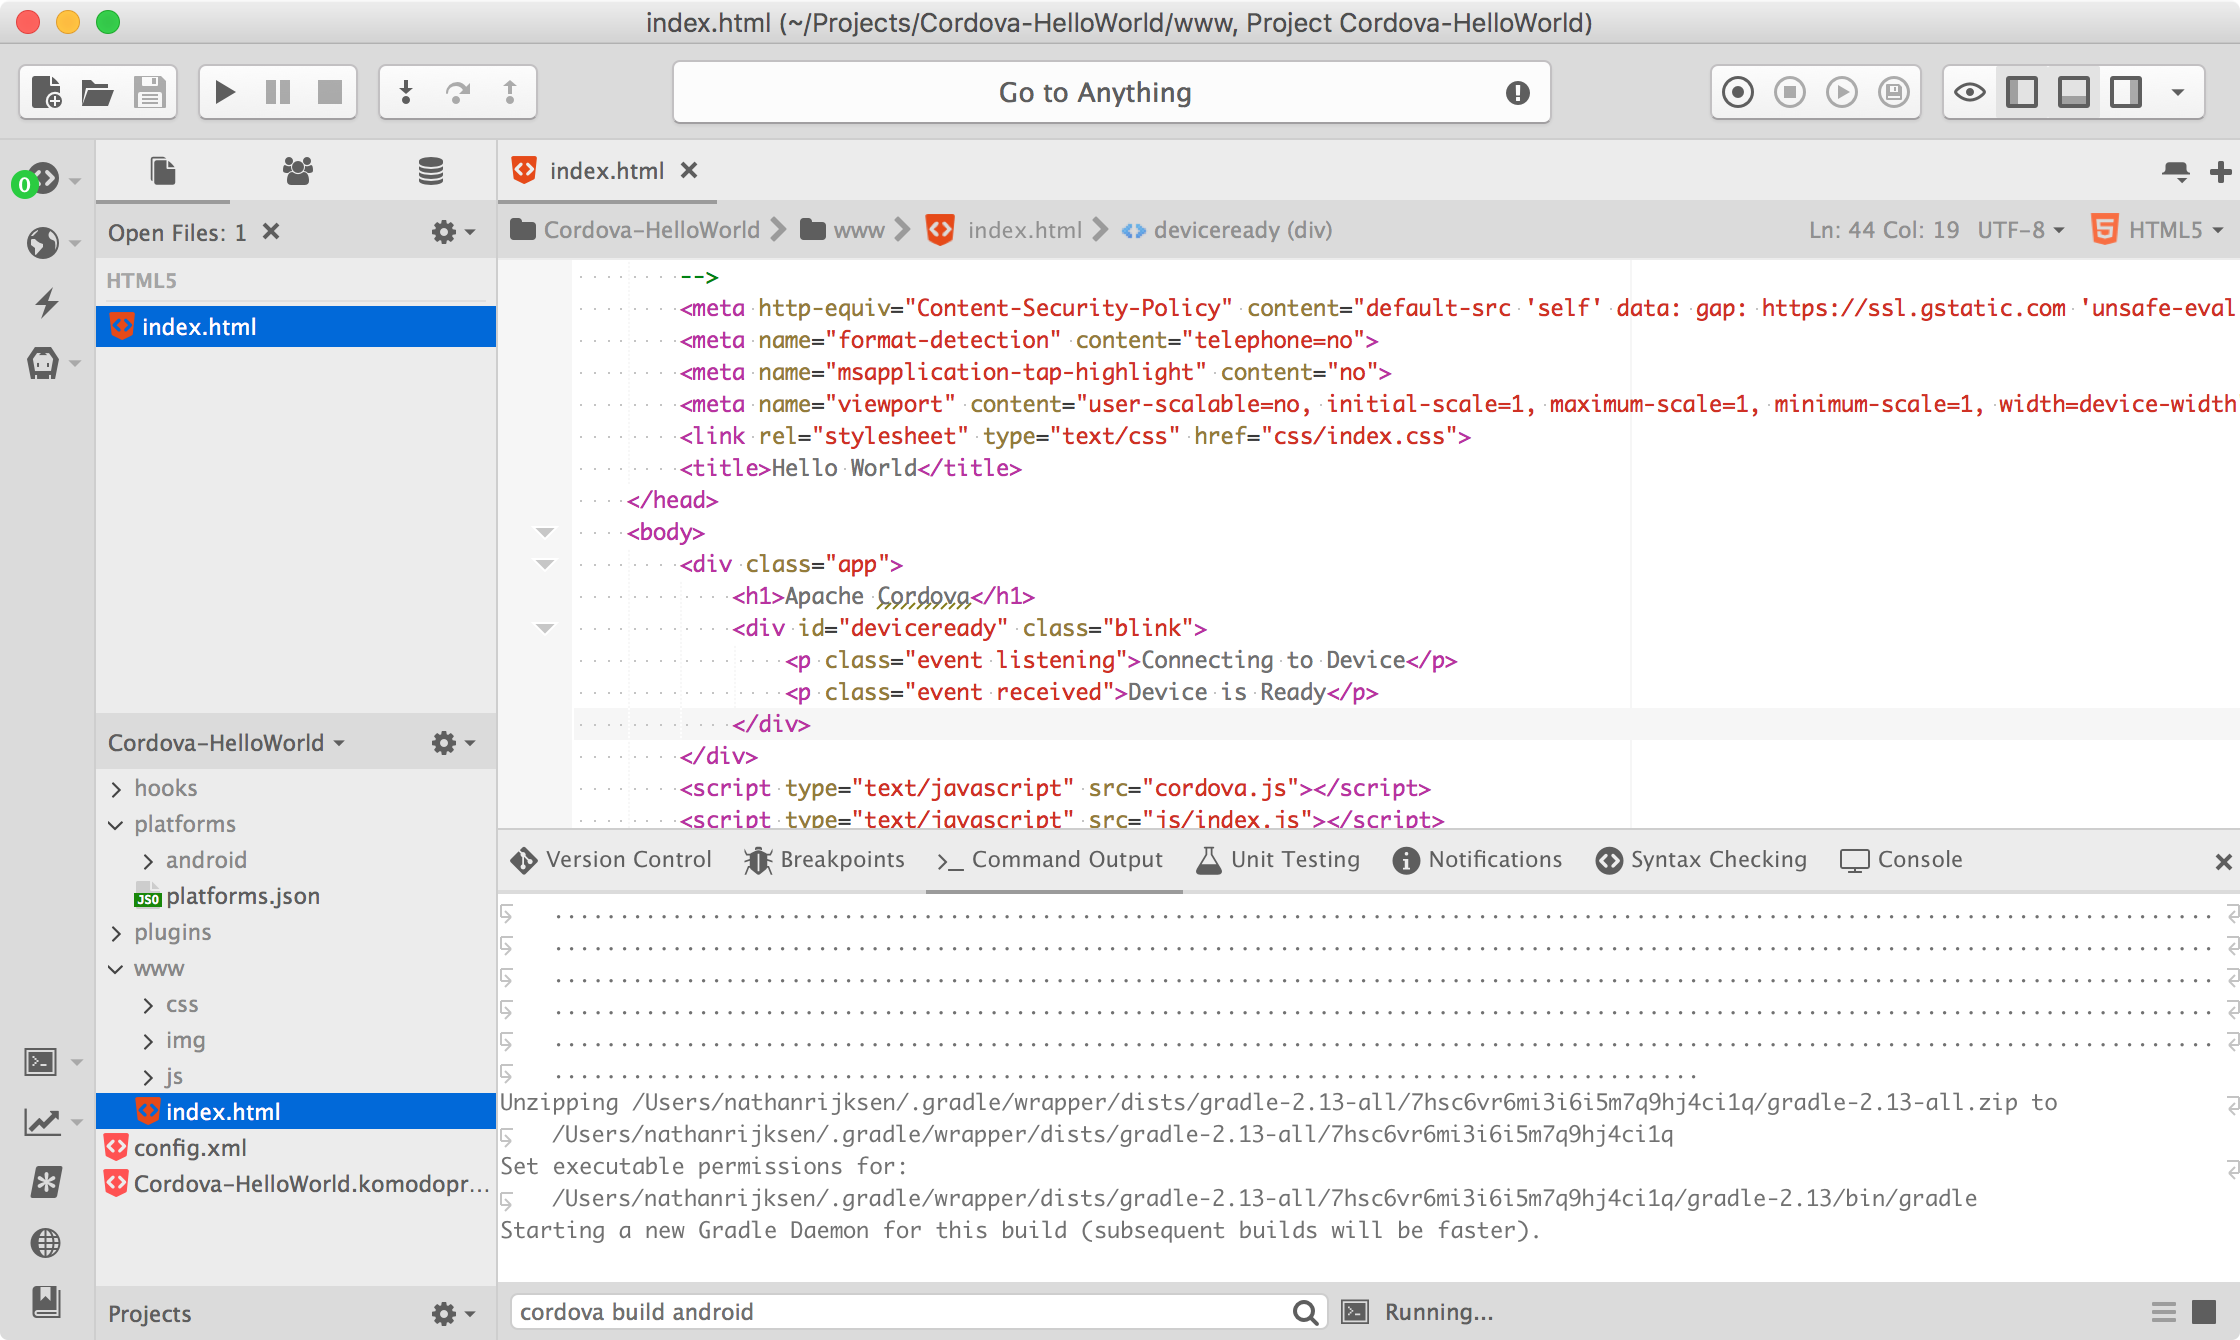 index.html (~/Projects/Cordova-HelloWorld/www, Project Cordova-HelloWorld)
Go to Anything
0
index.html
Open Files: 1
Cordova-HelloWorld www index.html deviceready (div) Ln: 44 Col: 19 UTF-8 HTML5
HTML5
index.html
-->
<meta http-equiv="Content-Security-Policy" content="default-src 'self' data: gap: https://ssl.gstatic.com 'unsafe-eval
<meta name="format-detection" content="telephone=no">
<meta name="msapplication-tap-highlight" content="no">
<meta name="viewport" content="user-scalable=no, initial-scale=1, maximum-scale=1, minimum-scale=1, width=device-width
<link rel="stylesheet" type="text/css" href="css/index.css">
<title>Hello World</title>
</head>
<body>
<div class="app">
<h1>Apache Cordova</h1>
<div id="deviceready" class="blink">
<p class="event listening">Connecting to Device</p>
<p class="event received">Device is Ready</p>
</div>
</div>
<script type="text/javascript" src="cordova.js"></script>
<script type="text/javascript" src="js/index.js"></script>
Cordova-HelloWorld
hooks
platforms
android
JSO platforms.json
plugins
www
css
img
js
index.html
config.xml
Cordova-HelloWorld.komodopr...
Projects
Version Control Breakpoints Command Output Unit Testing Notifications Syntax Checking Console
Unzipping /Users/nathanrijksen/.gradle/wrapper/dists/gradle-2.13-all/7hsc6vr6mi3i6i5m7q9hj4ci1q/gradle-2.13-all.zip to
/Users/nathanrijksen/.gradle/wrapper/dists/gradle-2.13-all/7hsc6vr6mi3i6i5m7q9hj4ci1q
Set executable permissions for:
/Users/nathanrijksen/.gradle/wrapper/dists/gradle-2.13-all/7hsc6vr6mi3i6i5m7q9hj4ci1q/gradle-2.13/bin/gradle
Starting a new Gradle Daemon for this build (subsequent builds will be faster).
cordova build android
Running...